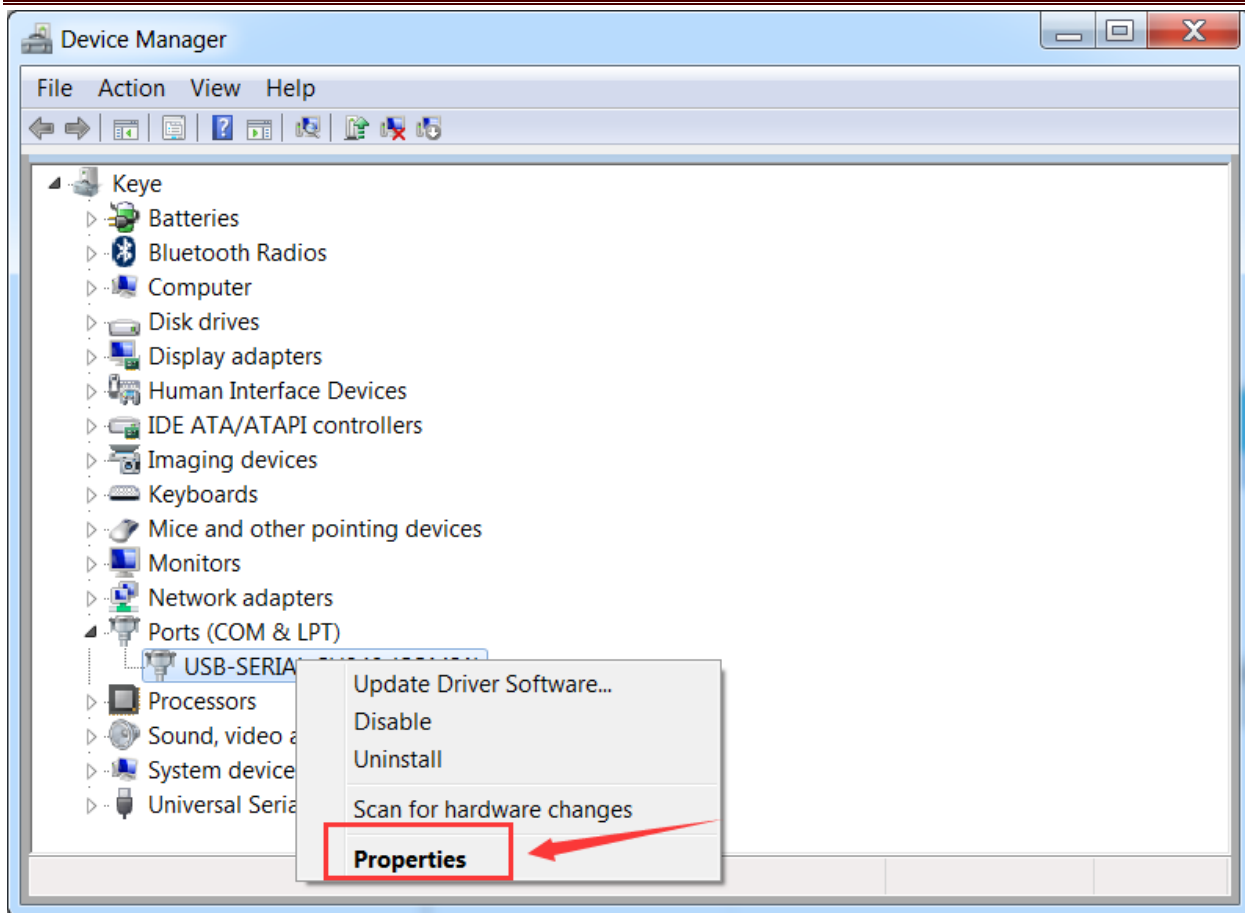 Device Manager
File Action View Help
Keye
Batteries
Bluetooth Radios
Computer
Disk drives
Display adapters
Human Interface Devices
IDE ATA/ATAPI controllers
Imaging devices
Keyboards
Mice and other pointing devices
Monitors
Network adapters
Ports (COM & LPT)
USB-SERIA
Processors
Sound, video a
System device
Universal Seria
Update Driver Software...
Disable
Uninstall
Scan for hardware changes
Properties